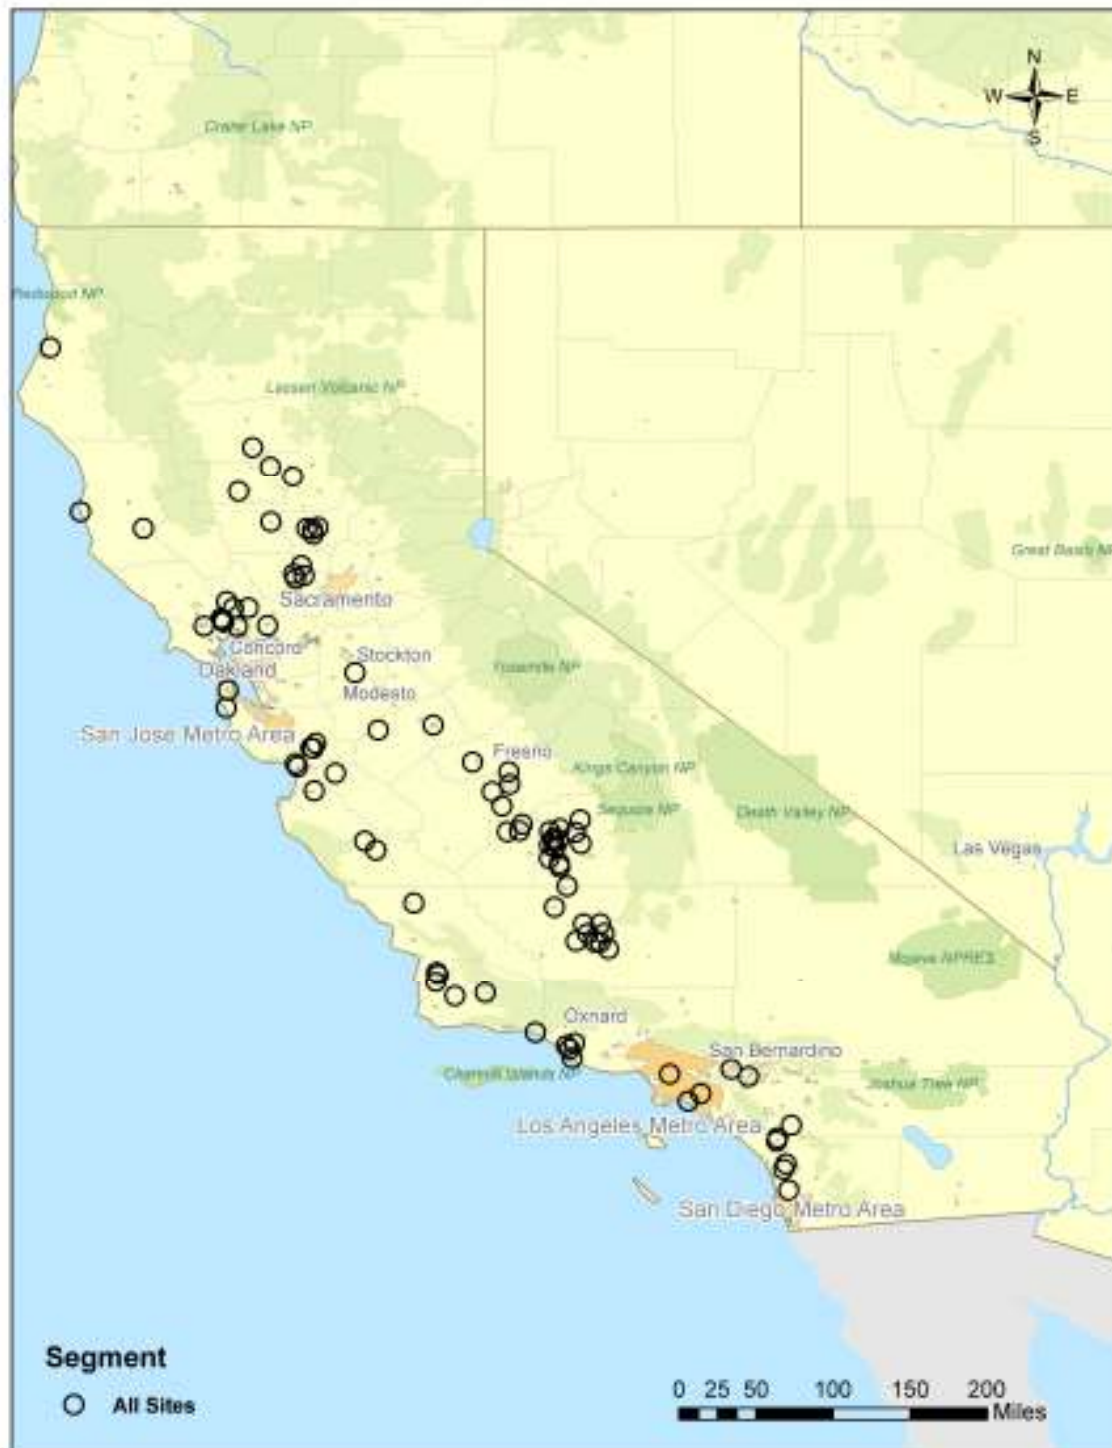 N
W E
S
Crater Lake NP
Redwood NP
Lassen Volcanic NP
Great Basin NP
Sacramento
Concord
Stockton
Oakland
Yosemite NP
Modesto
San Jose Metro Area
Fresno
Kings Canyon NP
Sequoia NP
Death Valley NP
Las Vegas
Mojave NPRES
Oxnard
San Bernardino
Channel Islands NP
Joshua Tree NP
Los Angeles Metro Area
San Diego Metro Area
Segment
All Sites
0 25 50 100 150 200
Miles